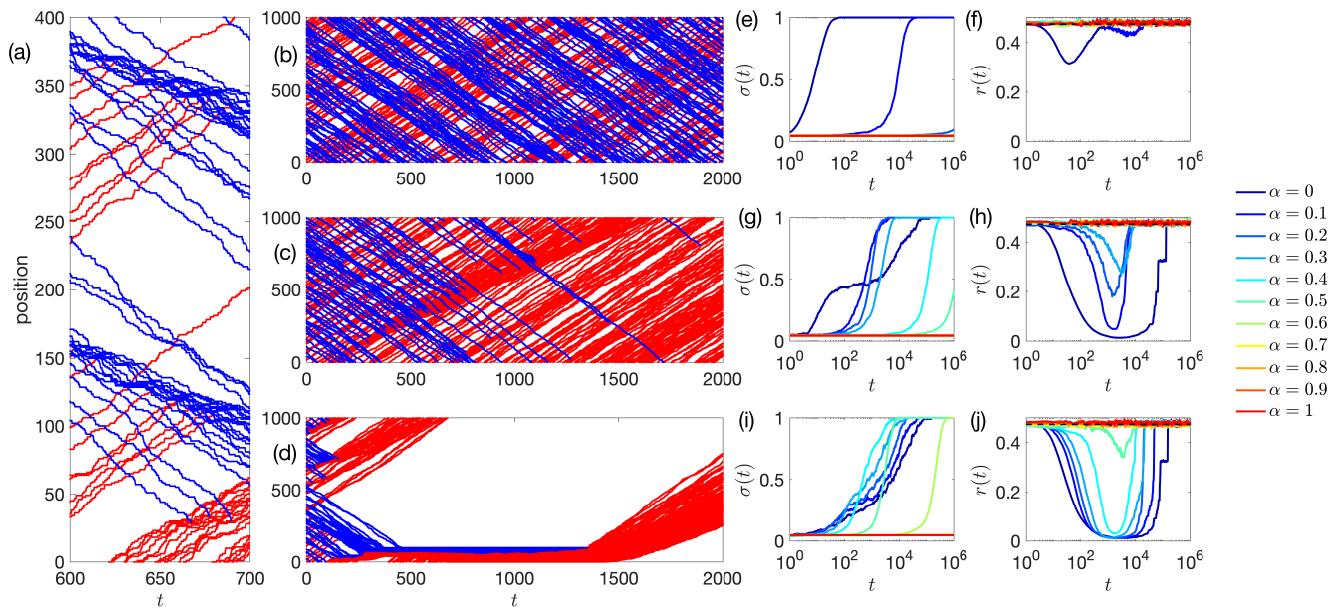 (a)
position
400
350
300
250
200
150
100
50
0
600
650
700
t
(b)
1000
500
0
0
500
1000
1500
2000
(c)
1000
500
0
0
500
1000
1500
2000
(d)
1000
500
0
0
500
1000
1500
2000
t
(e)
σ(t)
1
0.5
0
10^0
10^2
10^4
10^6
t
(f)
r(t)
0.4
0.2
0
10^0
10^2
10^4
10^6
t
(g)
σ(t)
1
0.5
0
10^0
10^2
10^4
10^6
t
(h)
r(t)
0.4
0.2
0
10^0
10^2
10^4
10^6
t
(i)
σ(t)
1
0.5
0
10^0
10^2
10^4
10^6
t
(j)
r(t)
0.4
0.2
0
10^0
10^2
10^4
10^6
t
α = 0
α = 0.1
α = 0.2
α = 0.3
α = 0.4
α = 0.5
α = 0.6
α = 0.7
α = 0.8
α = 0.9
α = 1